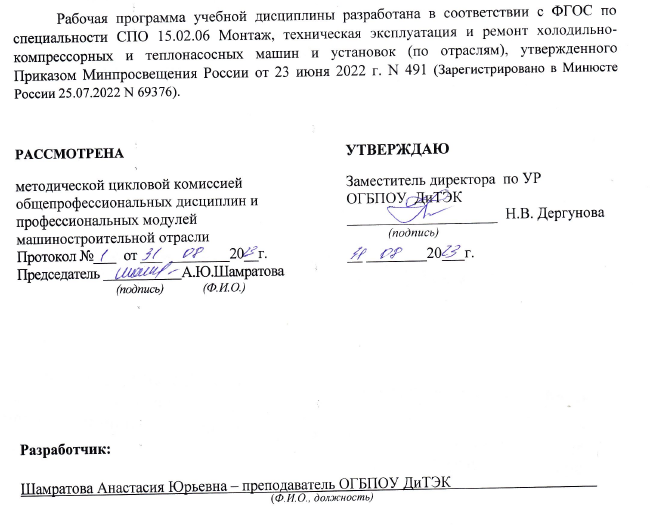 Рабочая программа учебной дисциплины разработана в соответствии с ФГОС по
специальности СПО 15.02.06 Монтаж, техническая эксплуатация и ремонт холодильно-
компрессорных и теплонасосных машин и установок (по отраслям), утвержденного
Приказом Минпросвещения России от 23 июня 2022 г. N 491 (Зарегистрировано в Минюсте
России 25.07.2022 N 69376).
РАССМОТРЕНА
методической цикловой комиссией
общепрофессиональных дисциплин и
профессиональных модулей
машиностроительной отрасли
Протокол № 1 от 31 08 2023г.
Председатель А.Ю.Шамратова
(подпись) (Ф.И.О.)
УТВЕРЖДАЮ
Заместитель директора по УР
ОГБПОУ ДиТЭК
Н.В. Дергунова
(подпись)
08 2023г.
Разработчик:
Шамратова Анастасия Юрьевна – преподаватель ОГБПОУ ДиТЭК
(Ф.И.О., должность)